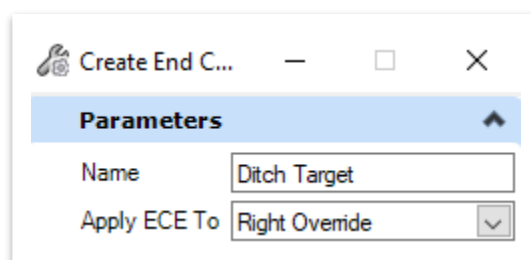 Create End C...
Parameters
Name Ditch Target
Apply ECE To Right Override